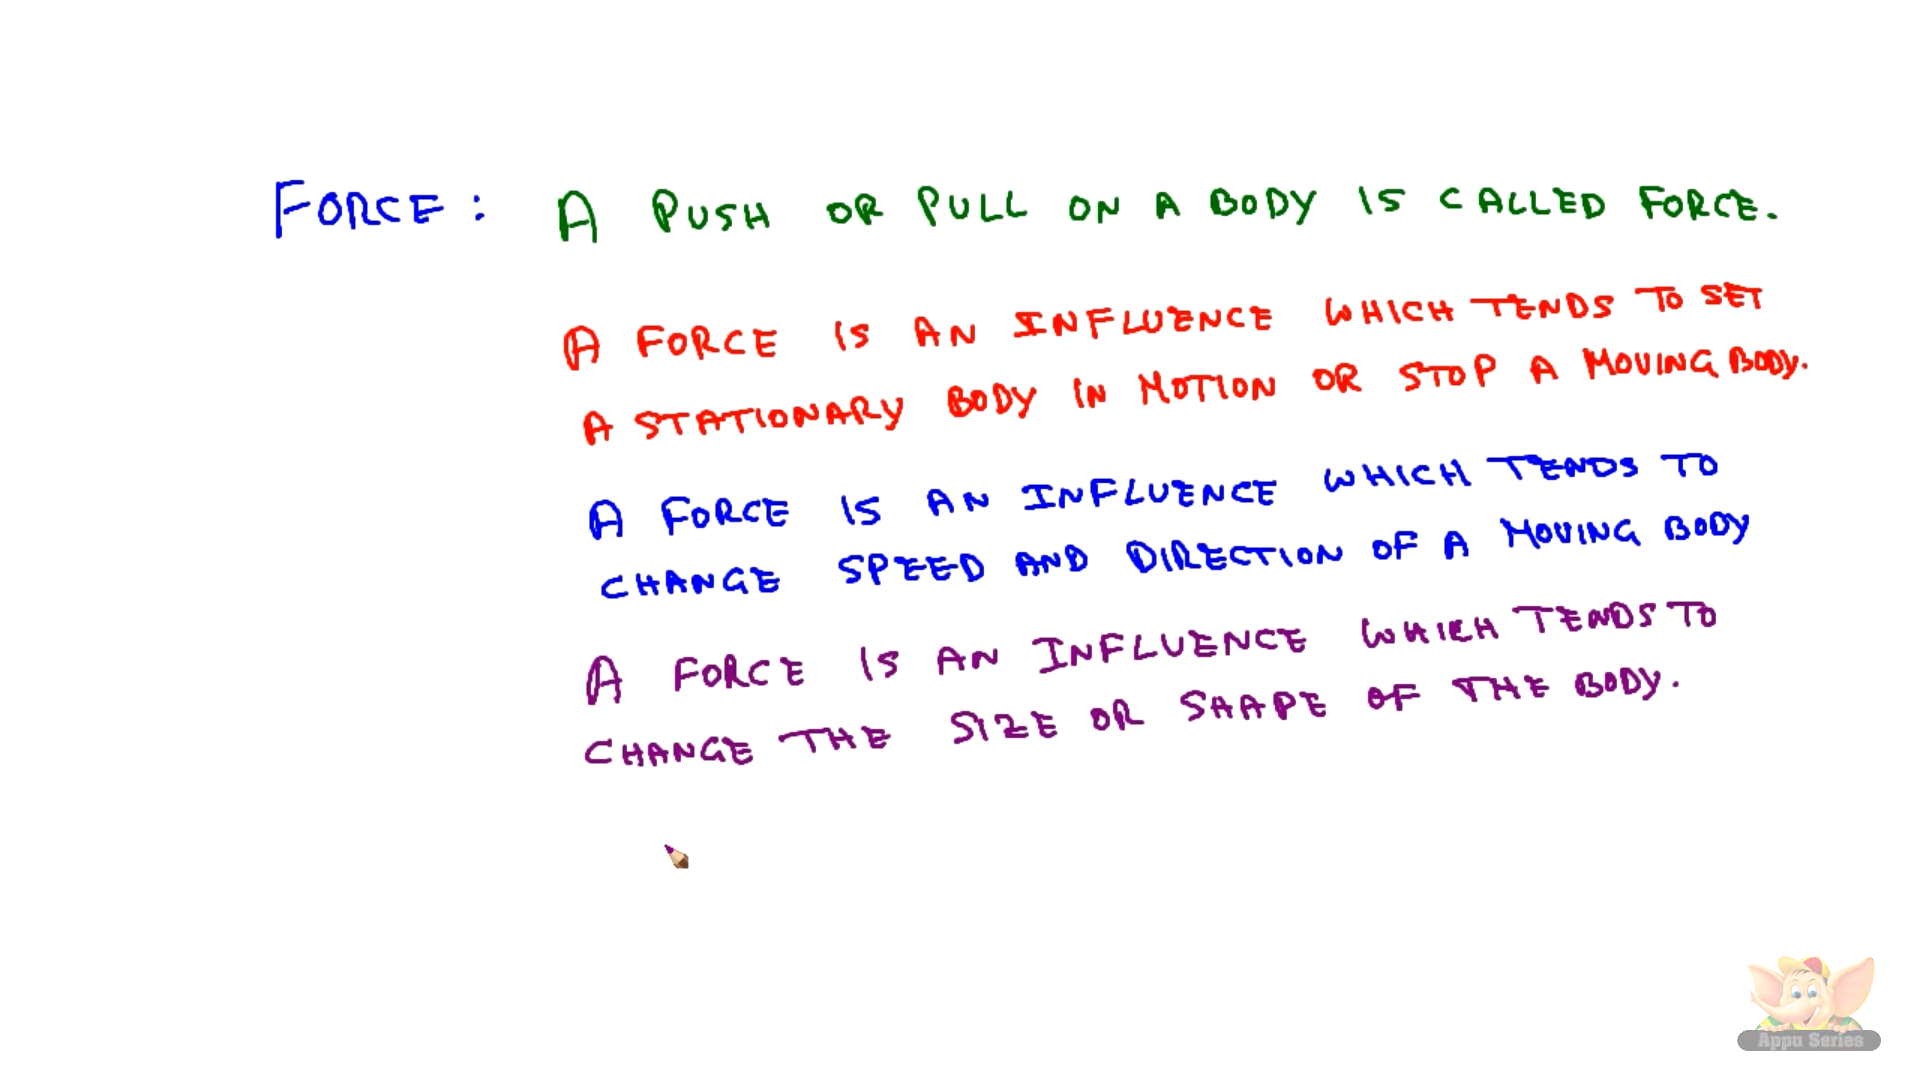 FORCE : A PUSH OR PULL ON A BODY IS CALLED FORCE.
A FORCE IS AN INFLUENCE WHICH TENDS TO SET
A STATIONARY BODY IN MOTION OR STOP A MOVING BODY.
A FORCE IS AN INFLUENCE WHICH TENDS TO
CHANGE SPEED AND DIRECTION OF A MOVING BODY
A FORCE IS AN INFLUENCE WHICH TENDS TO
CHANGE THE SIZE OR SHAPE OF THE BODY.
Appu Series